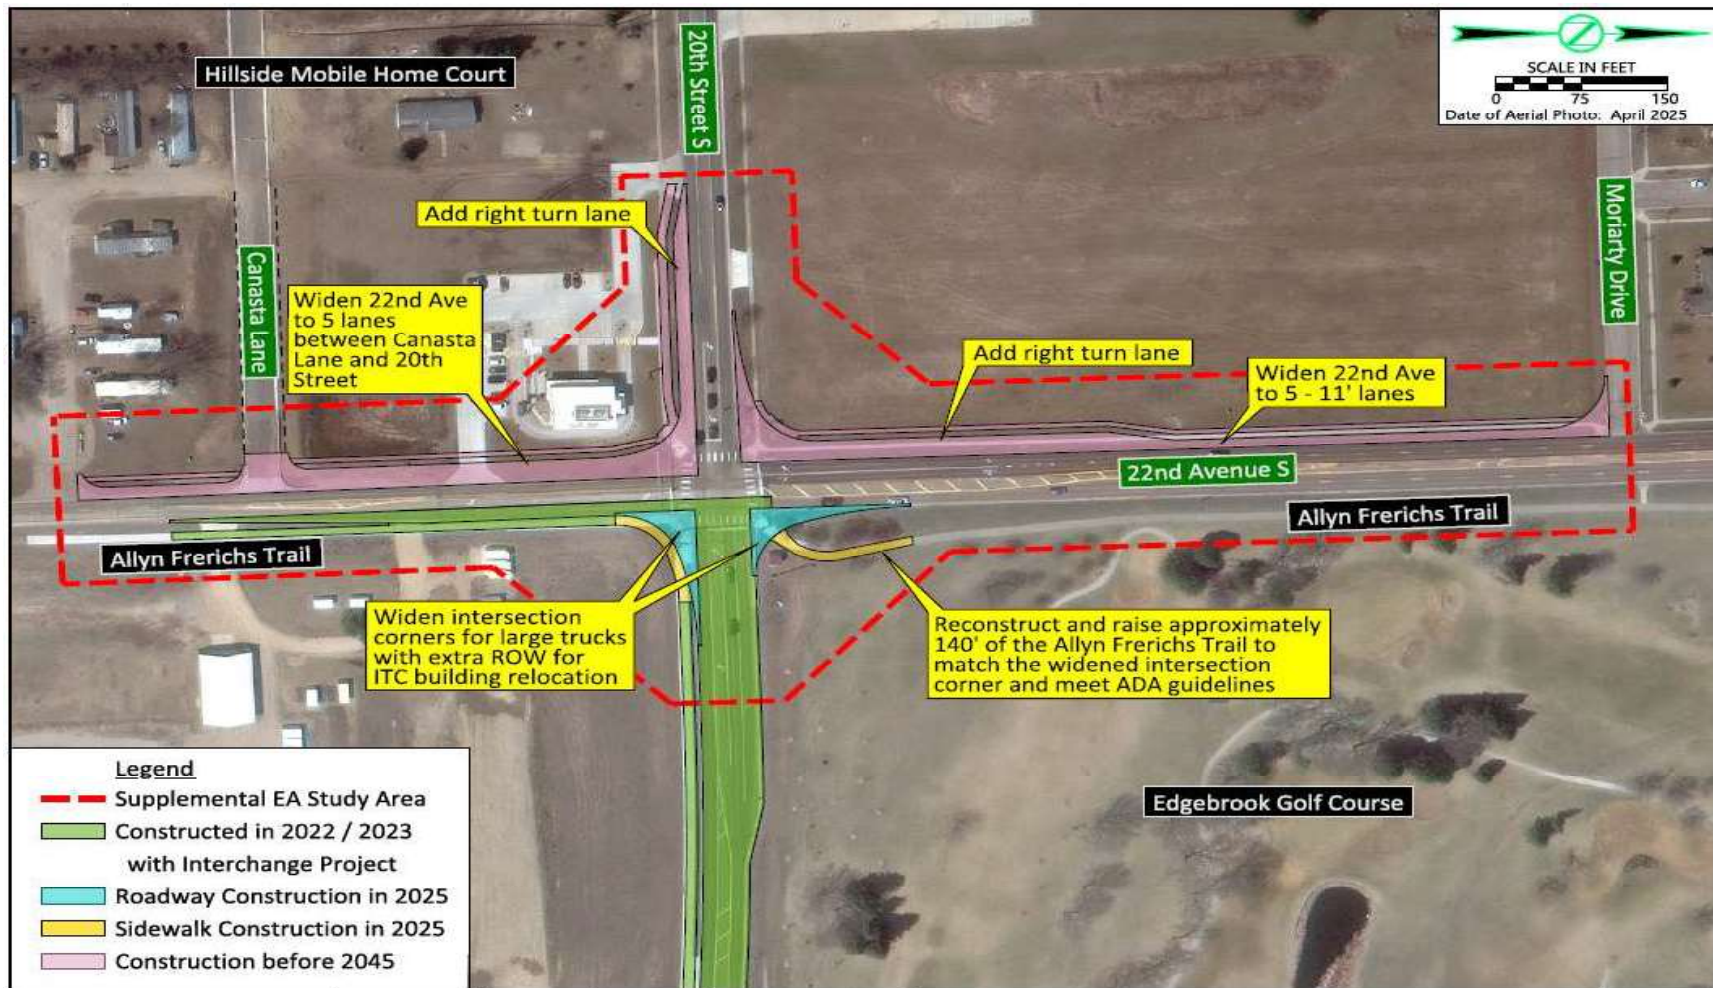 Hillside Mobile Home Court
20th Street S
SCALE IN FEET
0 75 150
Date of Aerial Photo: April 2025
Add right turn lane
Moriarty Drive
Canasta Lane
Widen 22nd Ave
to 5 lanes
between Canasta
Lane and 20th
Street
Add right turn lane
Widen 22nd Ave
to 5 - 11' lanes
22nd Avenue S
Allyn Frerichs Trail
Allyn Frerichs Trail
Widen intersection
corners for large trucks
with extra ROW for
ITC building relocation
Reconstruct and raise approximately
140' of the Allyn Frerichs Trail to
match the widened intersection
corner and meet ADA guidelines
Edgebrook Golf Course
Legend
Supplemental EA Study Area
Constructed in 2022 / 2023
with Interchange Project
Roadway Construction in 2025
Sidewalk Construction in 2025
Construction before 2045